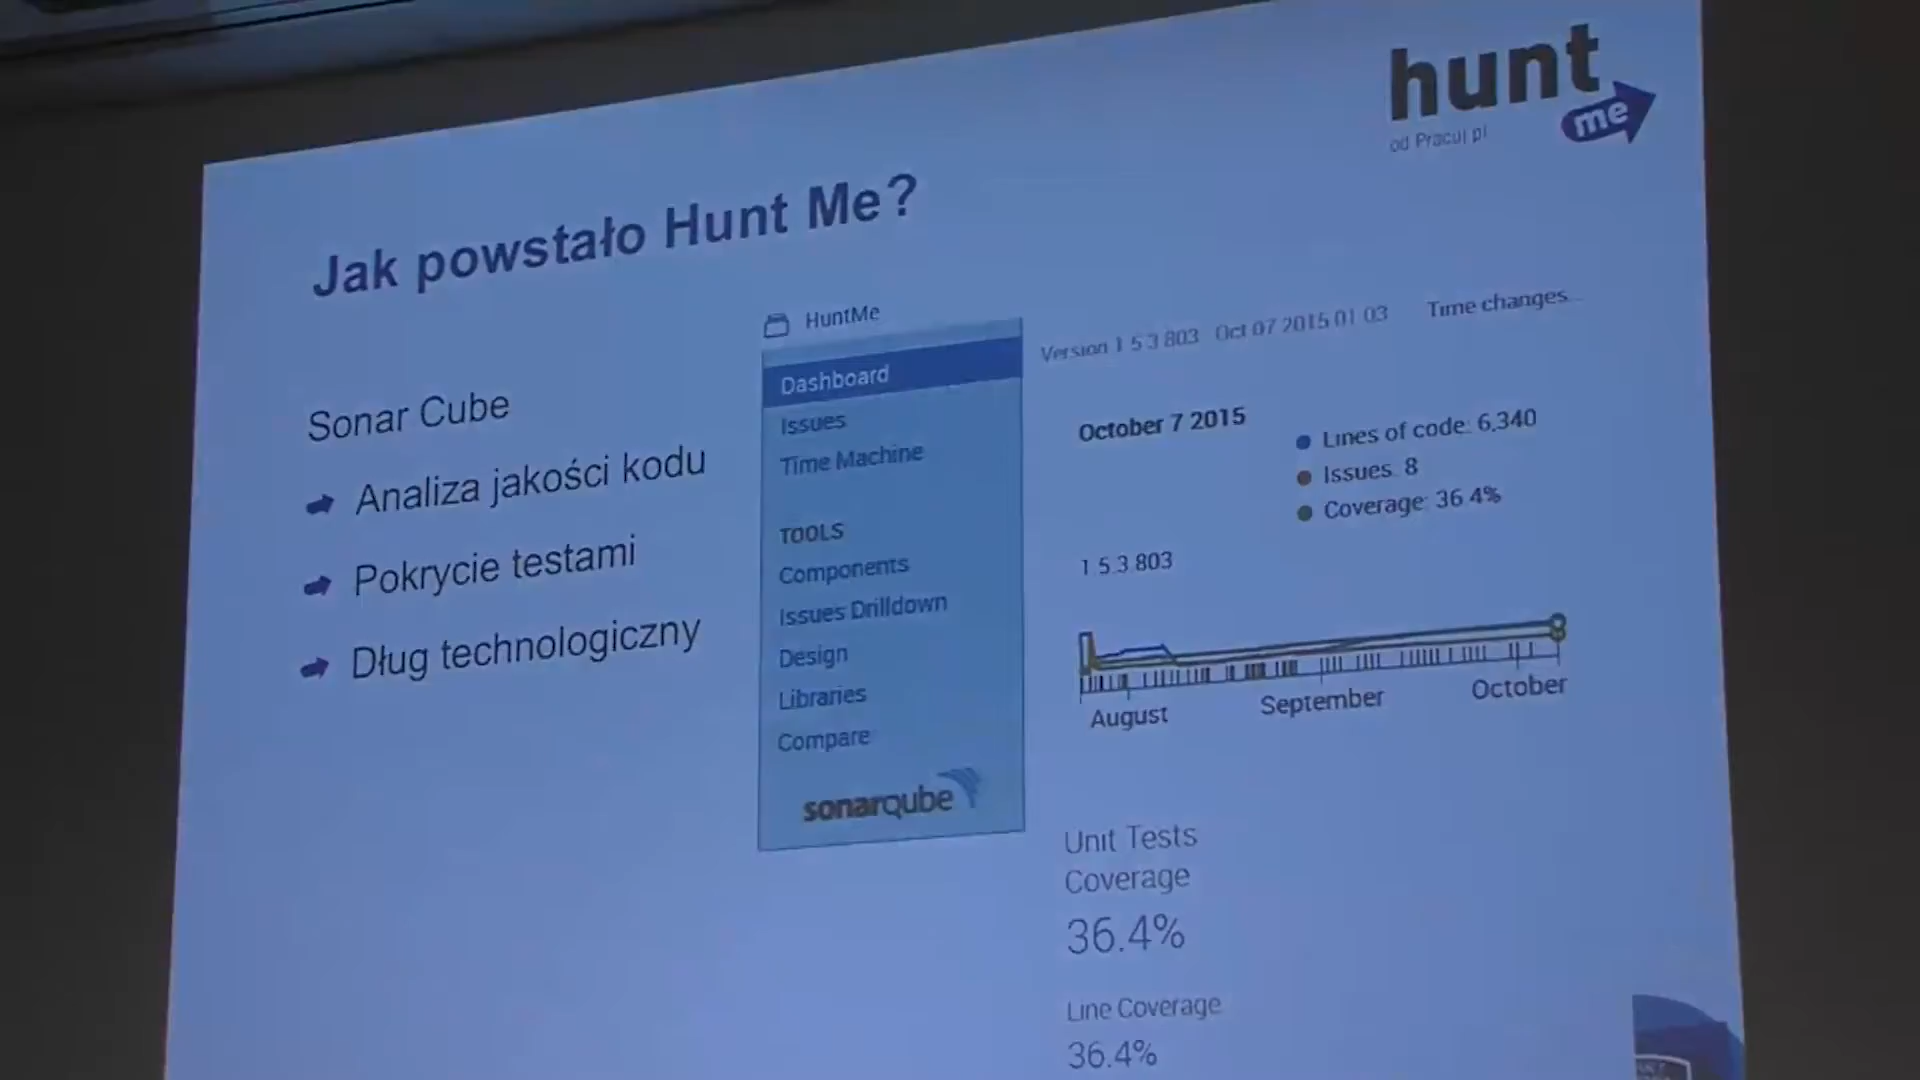 hunt
me
od Pracuj pl
Jak powstało Hunt Me?
Sonar Cube
Analiza jakości kodu
Pokrycie testami
Dług technologiczny
HuntMe
Dashboard
Issues
Time Machine
TOOLS
Components
Issues Drilldown
Design
Libraries
Compare
sonarqube
Version 1 5 3 803 Oct 07 2015 01 03 Time changes...
October 7 2015
Lines of code: 6,340
Issues: 8
Coverage: 36.4%
1.5.3 803
August September October
Unit Tests
Coverage
36.4%
Line Coverage
36.4%